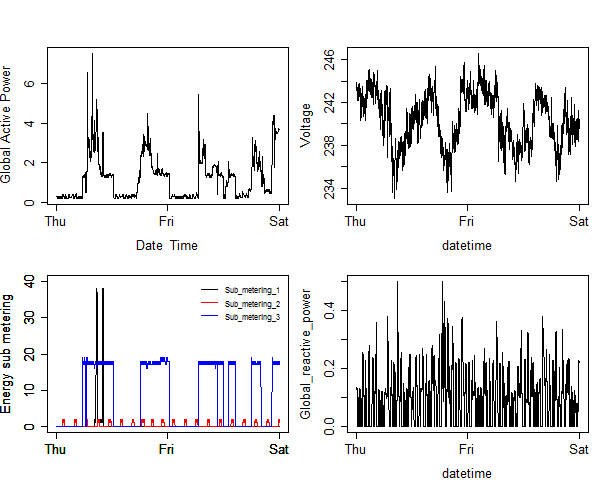 Global Active Power
0 2 4 6
Thu Fri Sat
Date Time
Voltage
234 238 242 246
Thu Fri Sat
datetime
Energy sub metering
0 10 20 30 40
Sub_metering_1
Sub_metering_2
Sub_metering_3
Thu Fri Sat
Global_reactive_power
0.0 0.2 0.4
Thu Fri Sat
datetime